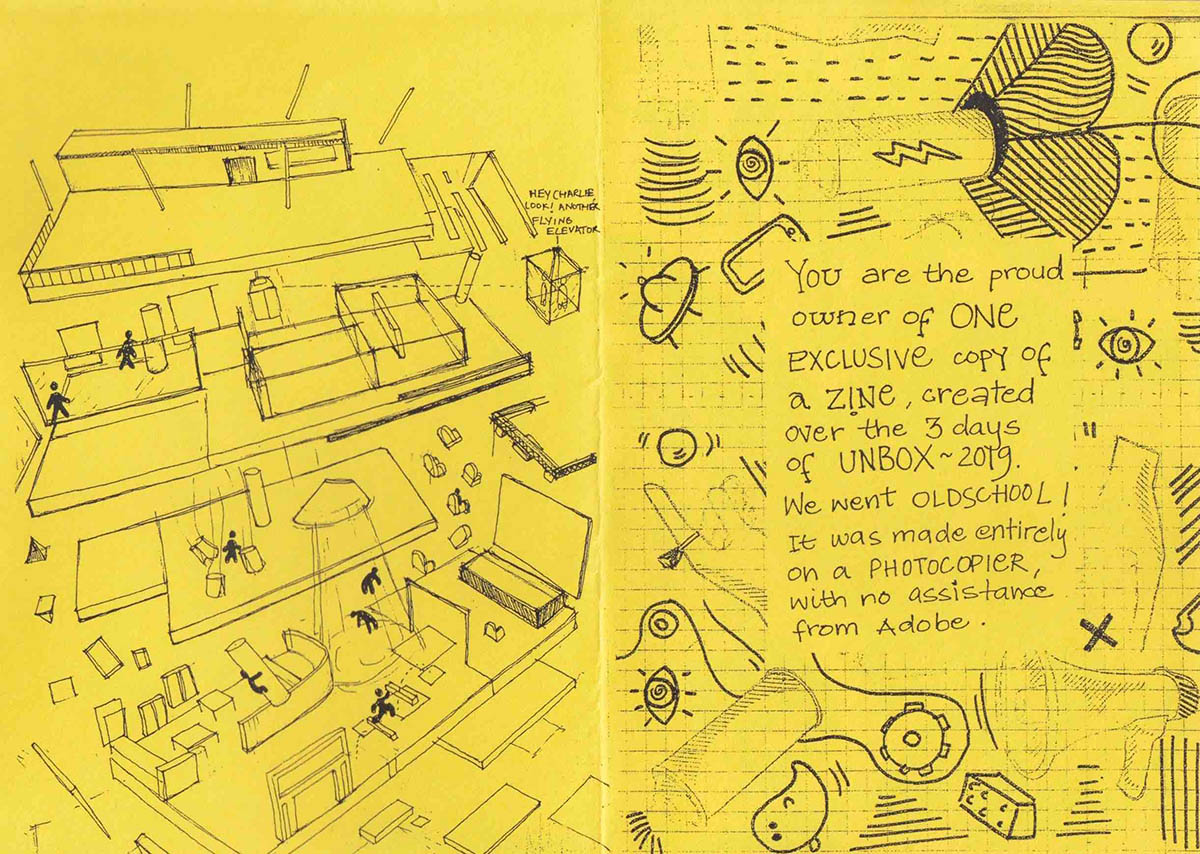 HEY CHARLIE
LOOK! ANOTHER
FLYING
ELEVATOR
You are the proud
owner of ONE
EXCLUSIVE copy of
a ZINE, created
over the 3 days
of UNBOX~2019.
We went OLDSCHOOL!
It was made entirely
on a PHOTOCOPIER,
with no assistance
from Adobe.